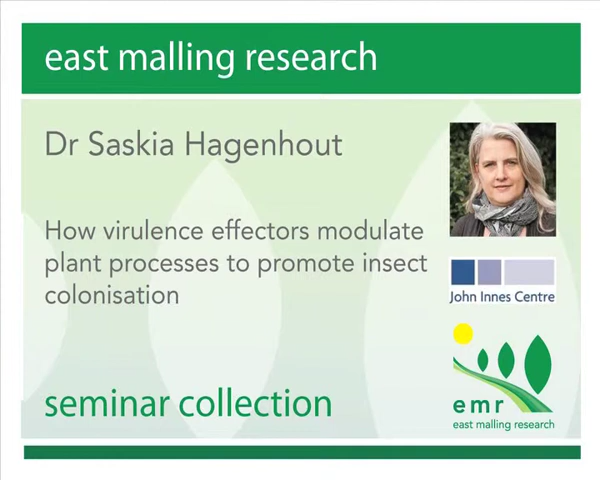 east malling research
Dr Saskia Hagenhout
How virulence effectors modulate
plant processes to promote insect
colonisation
John Innes Centre
seminar collection
emr
east malling research